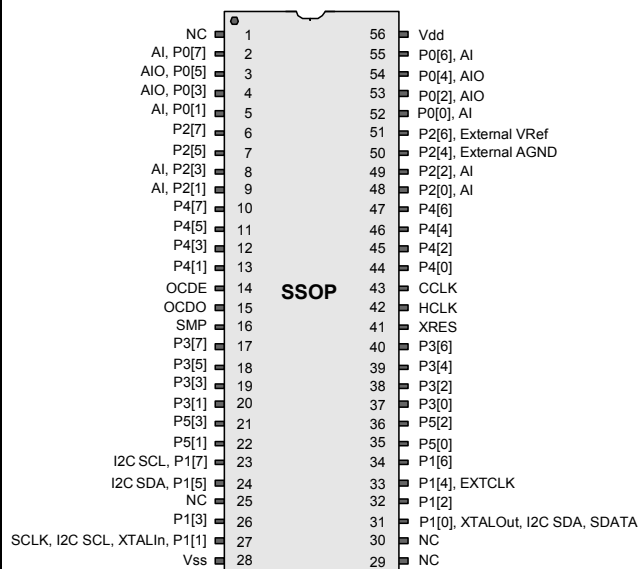 NC 1 56 Vdd
AI, P0[7] 2 55 P0[6], AI
AIO, P0[5] 3 54 P0[4], AIO
AIO, P0[3] 4 53 P0[2], AIO
AI, P0[1] 5 52 P0[0], AI
P2[7] 6 51 P2[6], External VRef
P2[5] 7 50 P2[4], External AGND
AI, P2[3] 8 49 P2[2], AI
AI, P2[1] 9 48 P2[0], AI
P4[7] 10 47 P4[6]
P4[5] 11 46 P4[4]
P4[3] 12 45 P4[2]
P4[1] 13 44 P4[0]
OCDE 14 SSOP 43 CCLK
OCDO 15 42 HCLK
SMP 16 41 XRES
P3[7] 17 40 P3[6]
P3[5] 18 39 P3[4]
P3[3] 19 38 P3[2]
P3[1] 20 37 P3[0]
P5[3] 21 36 P5[2]
P5[1] 22 35 P5[0]
I2C SCL, P1[7] 23 34 P1[6]
I2C SDA, P1[5] 24 33 P1[4], EXTCLK
NC 25 32 P1[2]
P1[3] 26 31 P1[0], XTALOut, I2C SDA, SDATA
SCLK, I2C SCL, XTALIn, P1[1] 27 30 NC
Vss 28 29 NC